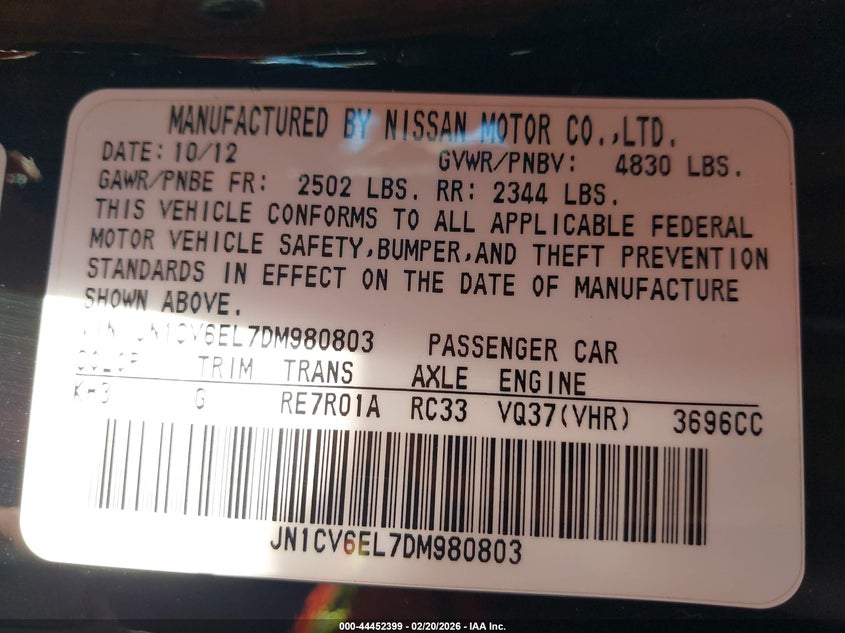 MANUFACTURED BY NISSAN MOTOR CO.,LTD.
DATE: 10/12 GVWR/PNBV: 4830 LBS.
GAWR/PNBE FR: 2502 LBS. RR: 2344 LBS.
THIS VEHICLE CONFORMS TO ALL APPLICABLE FEDERAL
MOTOR VEHICLE SAFETY,BUMPER,AND THEFT PREVENTION
STANDARDS IN EFFECT ON THE DATE OF MANUFACTURE
SHOWN ABOVE.
VIN JN1CV6EL7DM980803 PASSENGER CAR
COLOR TRIM TRANS AXLE ENGINE
KH3 G RE7R01A RC33 VQ37(VHR) 3696CC
JN1CV6EL7DM980803
000-44452399 - 02/20/2026 - IAA Inc.